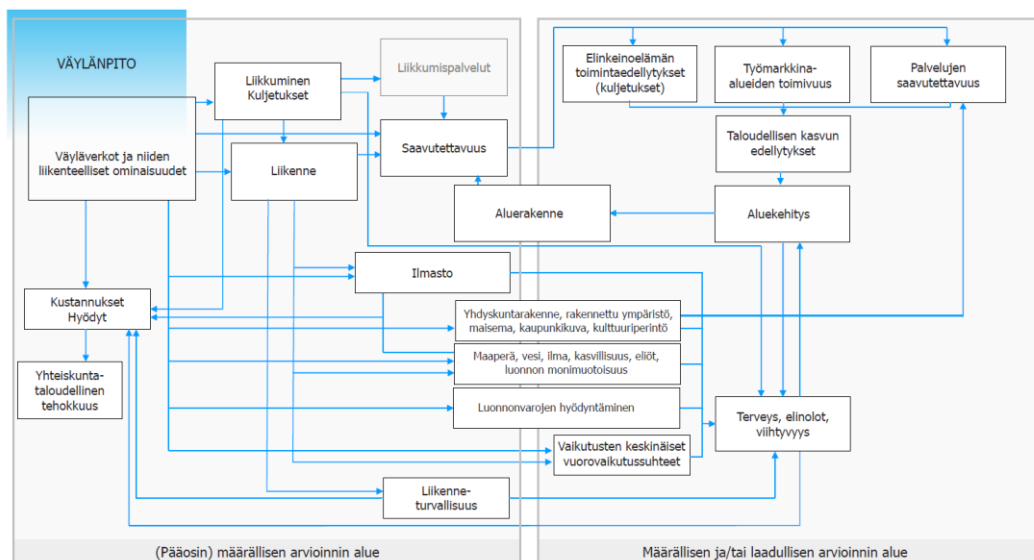 VÄYLÄNPITO
Väyläverkot ja niiden
liikenteelliset ominaisuudet
Liikkuminen
Kuljetukset
Liikkumispalvelut
Liikenne
Saavutettavuus
Aluerakenne
Kustannukset
Hyödyt
Yhteiskunta-
taloudellinen
tehokkuus
Ilmasto
Yhdyskuntarakenne, rakennettu ympäristö,
maisema, kaupunkikuva, kulttuuriperintö
Maaperä, vesi, ilma, kasvillisuus, eliöt,
luonnon monimuotoisuus
Luonnonvarojen hyödyntäminen
Vaikutusten keskinäiset
vuorovaikutussuhteet
Liikenne-
turvallisuus
(Pääosin) määrällisen arvioinnin alue
Elinkeinoelämän
toimintaedellytykset
(kuljetukset)
Työmarkkina-
alueiden toimivuus
Palvelujen
saavutettavuus
Taloudellisen kasvun
edellytykset
Aluekehitys
Terveys, elinolot,
viihtyvyys
Määrällisen ja/tai laadullisen arvioinnin alue